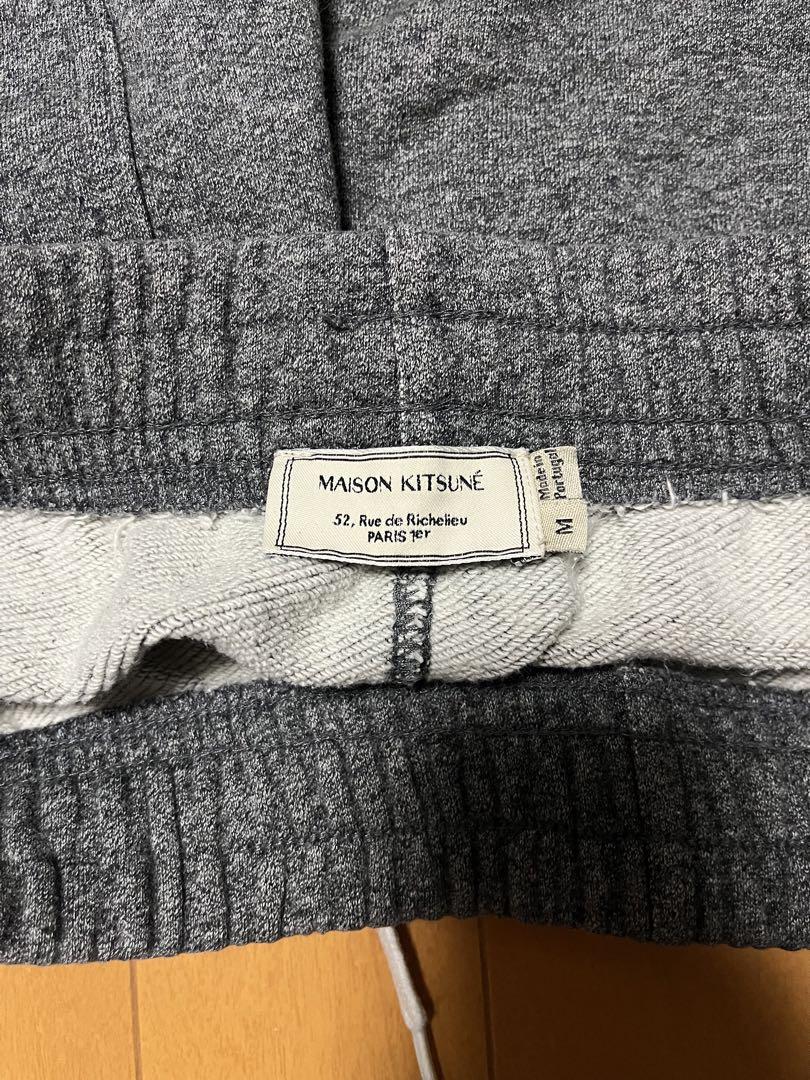 MAISON KITSUNÉ
52, Rue de Richelieu
PARIS 1er
Made in
Portugal
M